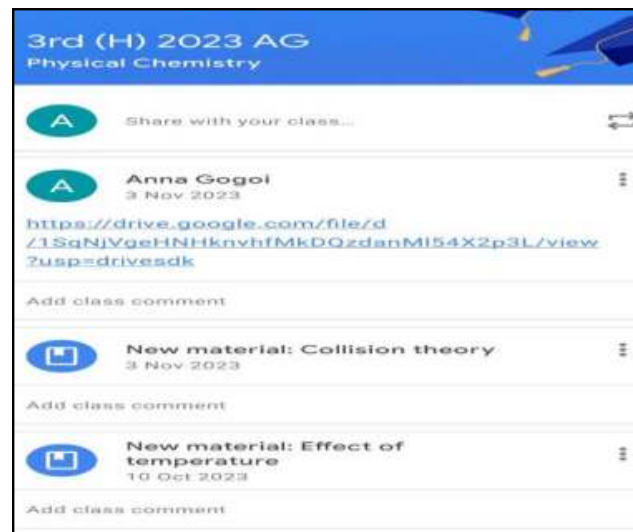 3rd (H) 2023 AG
Physical Chemistry
A
Share with your class...
A
Anna Gogoi
3 Nov 2023
https://drive.google.com/file/d
/1SqNjVgeHNHknvhfMkDQzdanMl54X2p3L/view
?usp=drivesdk
Add class comment
New material: Collision theory
3 Nov 2023
Add class comment
New material: Effect of
temperature
10 Oct 2023
Add class comment